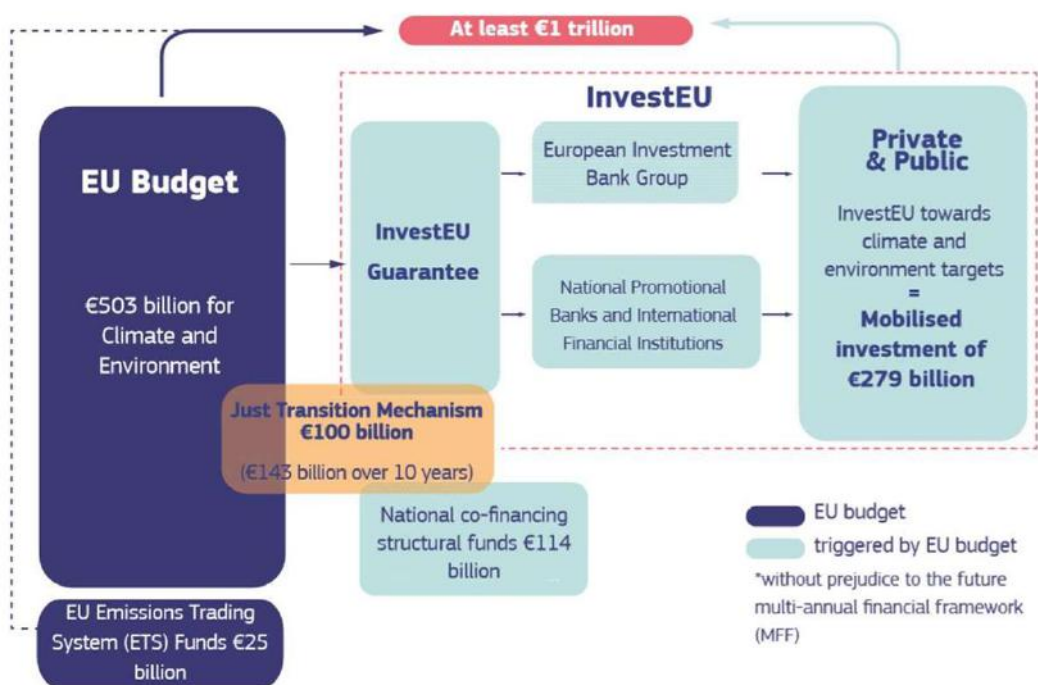 At least €1 trillion
EU Budget
€503 billion for
Climate and
Environment
InvestEU
InvestEU
Guarantee
European Investment
Bank Group
National Promotional
Banks and International
Financial Institutions
Private
& Public
InvestEU towards
climate and
environment targets
=
Mobilised
investment of
€279 billion
Just Transition Mechanism
€100 billion
(€143 billion over 10 years)
National co-financing
structural funds €114
billion
EU Emissions Trading
System (ETS) Funds €25
billion
EU budget
triggered by EU budget
*without prejudice to the future
multi-annual financial framework
(MFF)